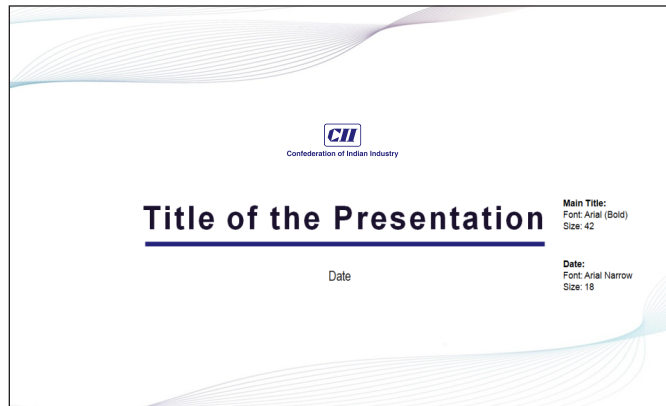 CII
Confederation of Indian Industry
Title of the Presentation
Date
Main Title:
Font: Arial (Bold)
Size: 42
Date:
Font: Arial Narrow
Size: 18